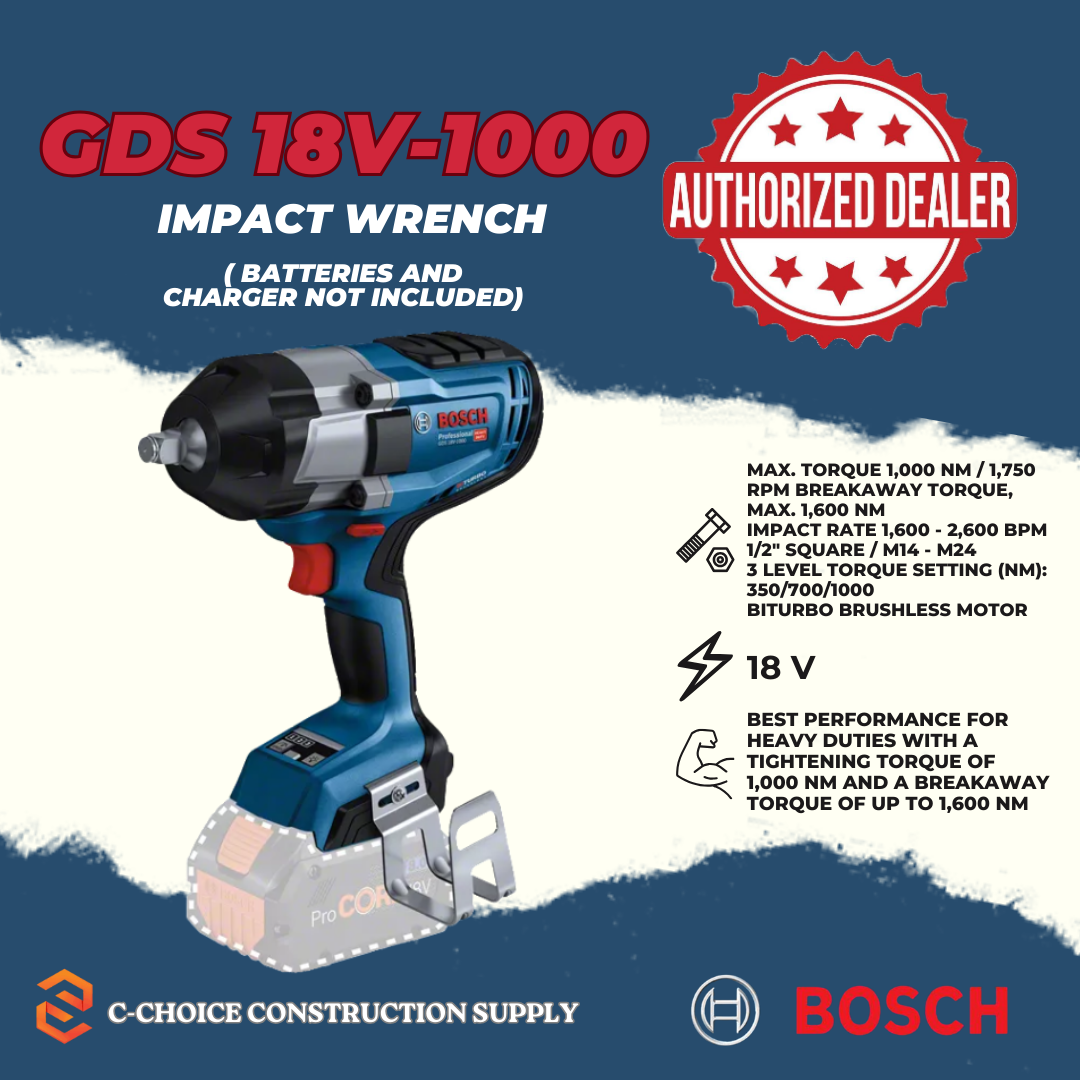 GDS 18V-1000
IMPACT WRENCH
( BATTERIES AND
CHARGER NOT INCLUDED)
AUTHORIZED DEALER
BOSCH
Professional
MAX. TORQUE 1,000 NM / 1,750
RPM BREAKAWAY TORQUE,
MAX. 1,600 NM
IMPACT RATE 1,600 - 2,600 BPM
1/2" SQUARE / M14 - M24
3 LEVEL TORQUE SETTING (NM):
350/700/1000
BITURBO BRUSHLESS MOTOR
18 V
BEST PERFORMANCE FOR
HEAVY DUTIES WITH A
TIGHTENING TORQUE OF
1,000 NM AND A BREAKAWAY
TORQUE OF UP TO 1,600 NM
Pro COR
C-CHOICE CONSTRUCTION SUPPLY
BOSCH